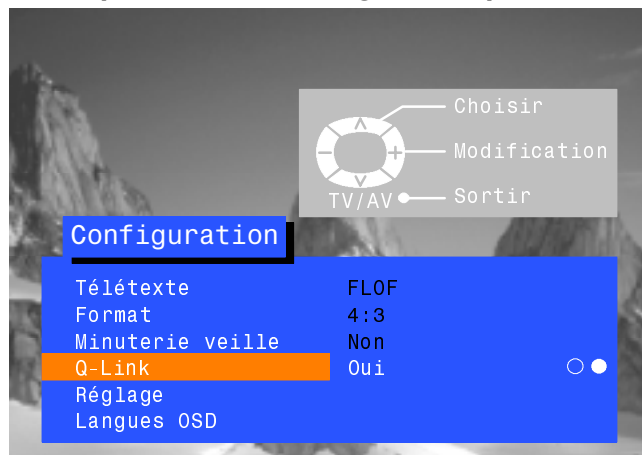 Choisir
Modification
TV/AV Sortir
Configuration
Télétexte FLOF
Format 4:3
Minuterie veille Non
Q-Link Oui
Réglage
Langues OSD